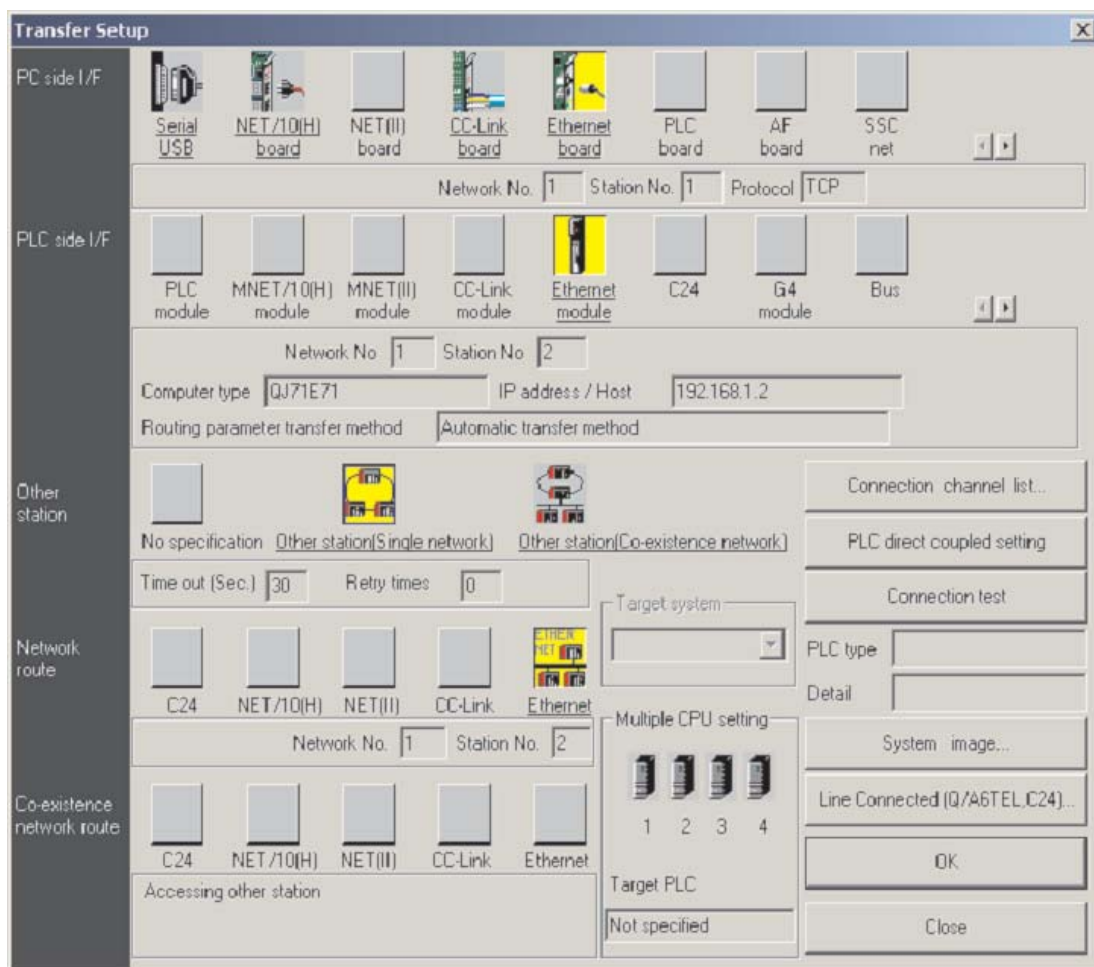 Transfer Setup
PC side I/F
Serial USB
NET/10(H) board
NET(II) board
CC-Link board
Ethernet board
PLC board
AF board
SSC net
Network No. 1 Station No. 1 Protocol TCP
PLC side I/F
PLC module
MNET/10(H) module
MNET(II) module
CC-Link module
Ethernet module
C24
G4 module
Bus
Network No 1 Station No 2
Computer type QJ71E71 IP address / Host 192.168.1.2
Routing parameter transfer method Automatic transfer method
Other station
No specification Other station(Single network) Other station(Co-existence network)
Time out (Sec.) 30 Retry times 0
Connection channel list...
PLC direct coupled setting
Connection test
Target system
PLC type
Detail
Network route
ETHER NET
C24 NET/10(H) NET(II) CC-Link Ethernet
Network No. 1 Station No. 2
Multiple CPU setting
1 2 3 4
Target PLC
Not specified
System image...
Line Connected (Q/A6TEL,C24)...
OK
Close
Co-existence network route
C24 NET/10(H) NET(II) CC-Link Ethernet
Accessing other station